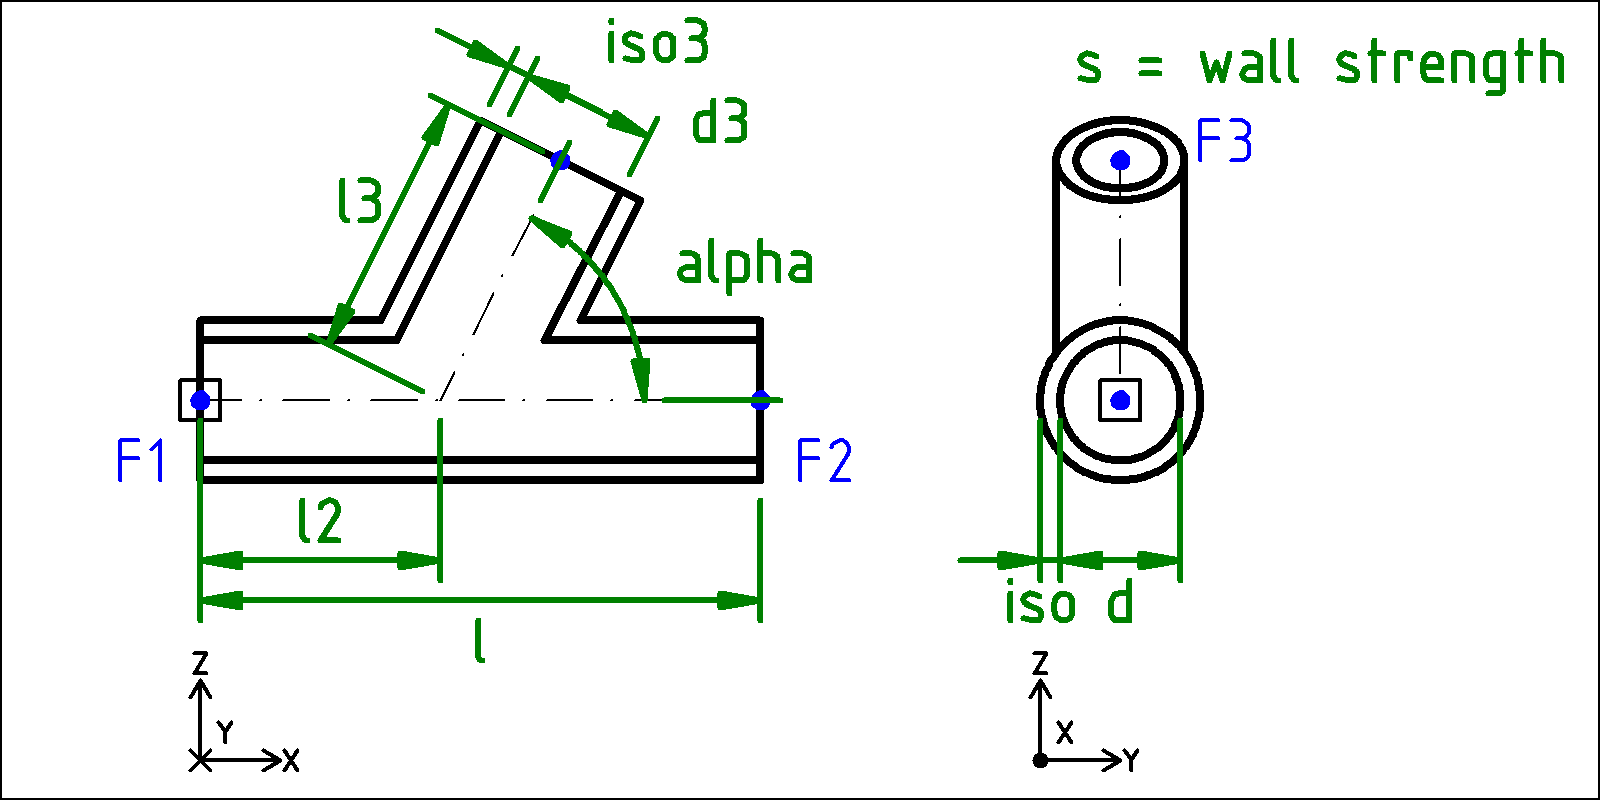 iso3
s = wall strength
d3
F3
l3
alpha
F1
F2
l2
iso d
l
Z
Y
X
Z
X
Y